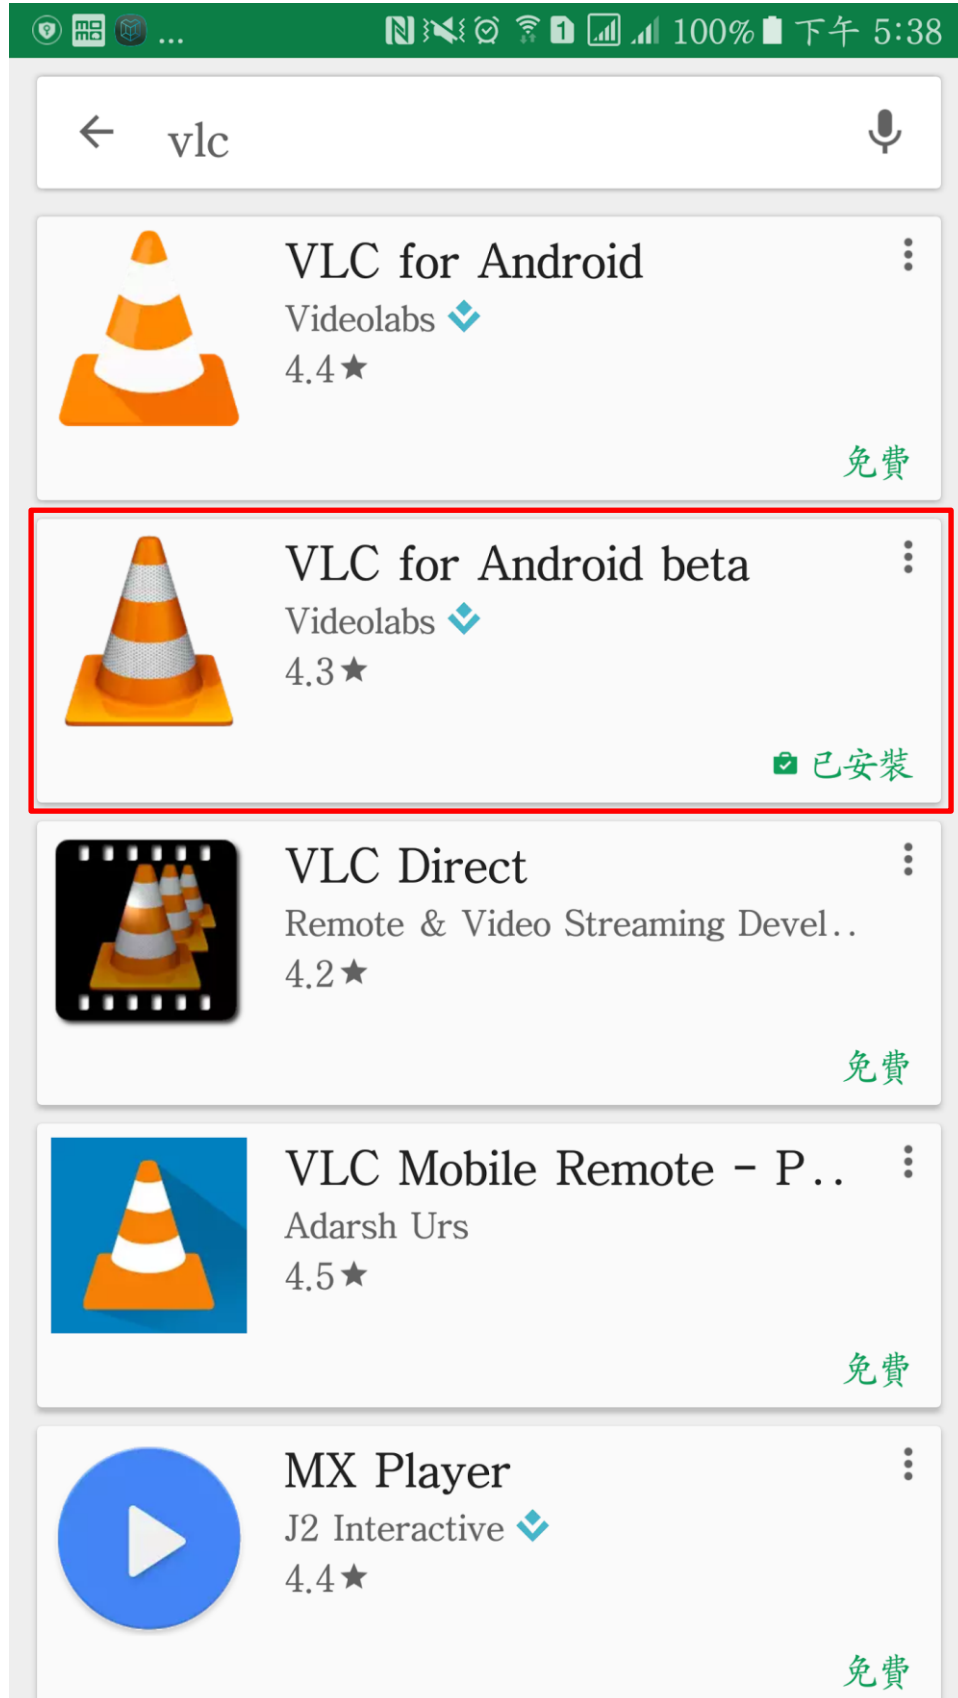 momo ... 1 100% 下午 5:38
vlc
VLC for Android
Videolabs
4.4★
免費
VLC for Android beta
Videolabs
4.3★
已安裝
VLC Direct
Remote & Video Streaming Devel..
4.2★
免費
VLC Mobile Remote - P..
Adarsh Urs
4.5★
免費
MX Player
J2 Interactive
4.4★
免費